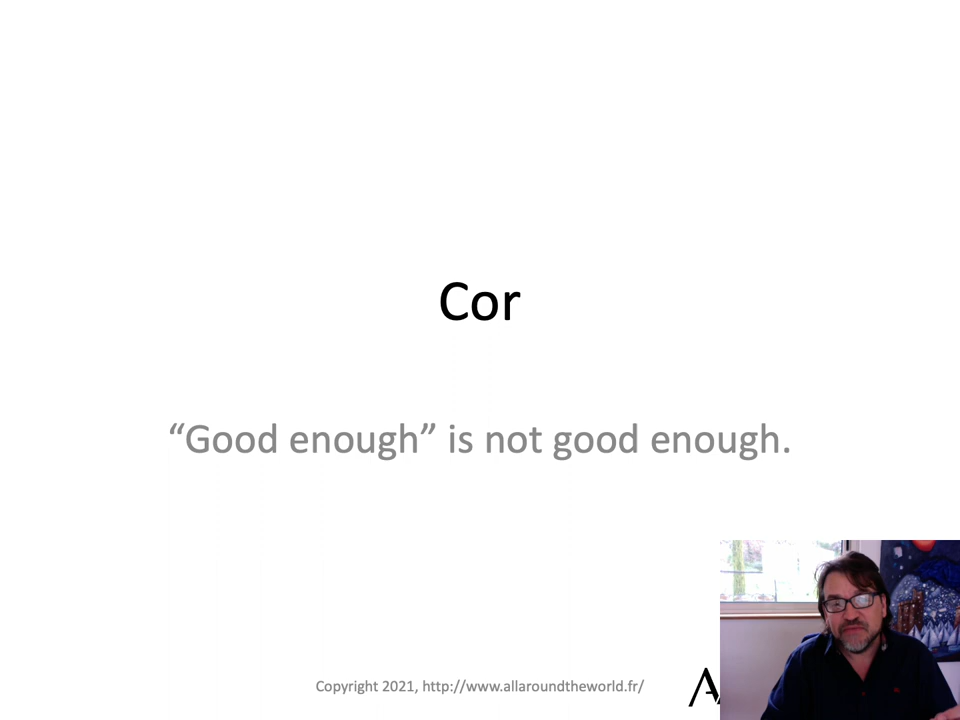 Cor
“Good enough” is not good enough.
Copyright 2021, http://www.allaroundtheworld.fr/